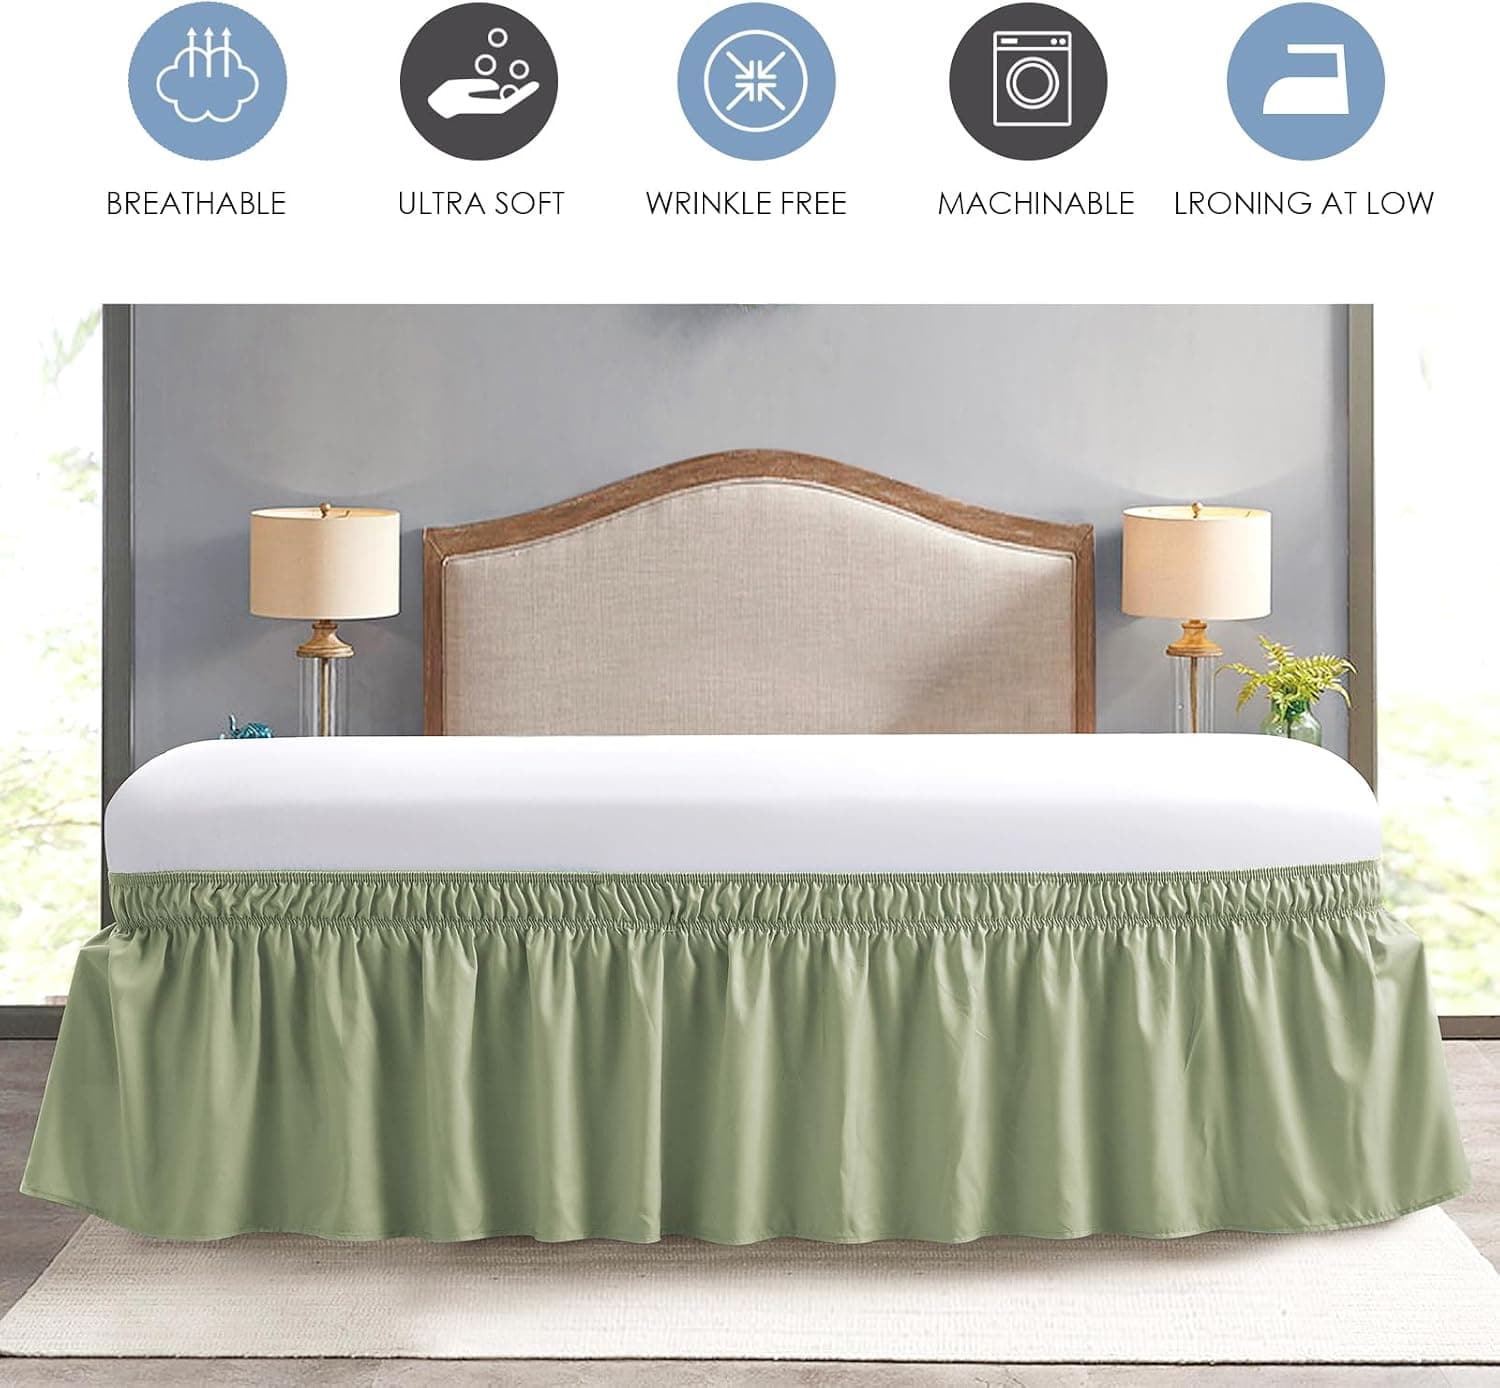 BREATHABLE
ULTRA SOFT
WRINKLE FREE
MACHINABLE
LRONING AT LOW